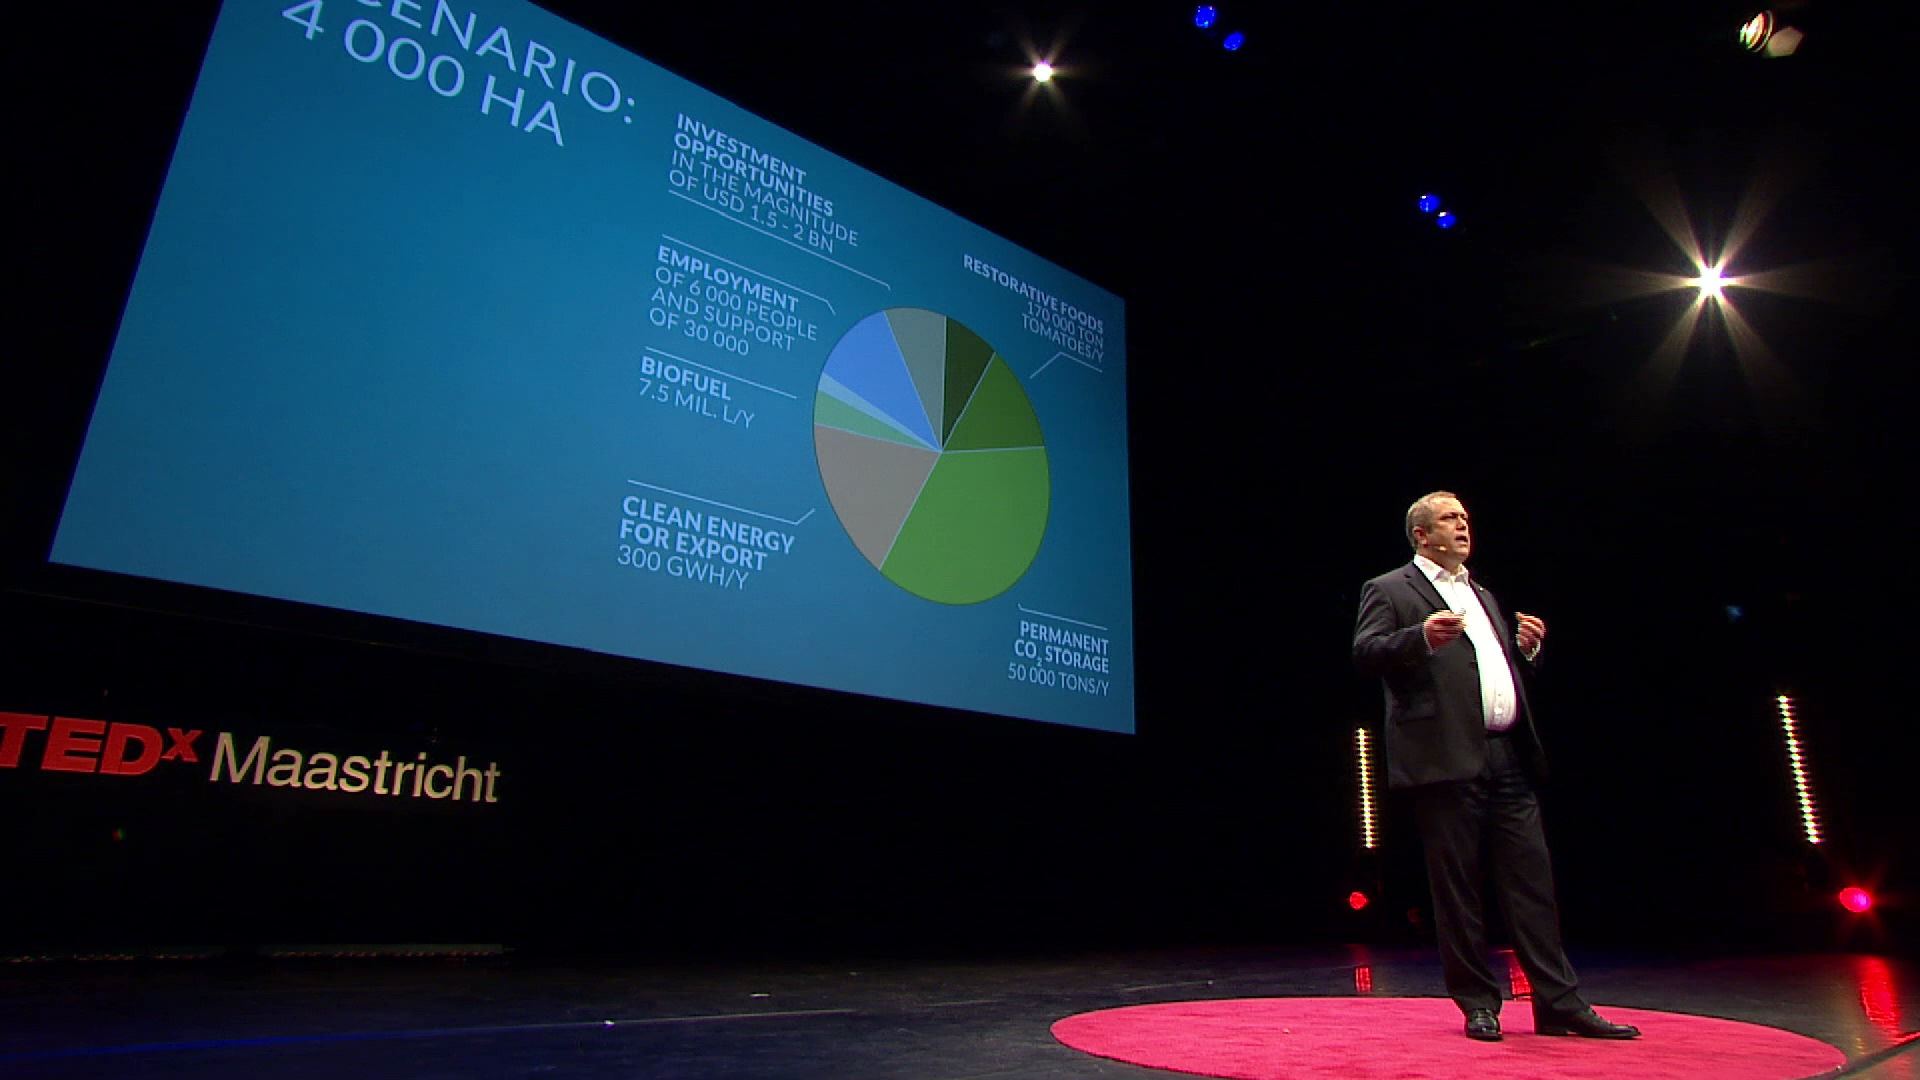 CENARIO:
4 000 HA
INVESTMENT
OPPORTUNITIES
IN THE MAGNITUDE
OF USD 1.5 - 2 BN
EMPLOYMENT
OF 6 000 PEOPLE
AND SUPPORT
OF 30 000
BIOFUEL
7.5 MIL. L/Y
CLEAN ENERGY
FOR EXPORT
300 GWH/Y
RESTORATIVE FOODS
170 000 TON
TOMATOES/Y
PERMANENT
CO₂ STORAGE
50 000 TONS/Y
TEDx Maastricht